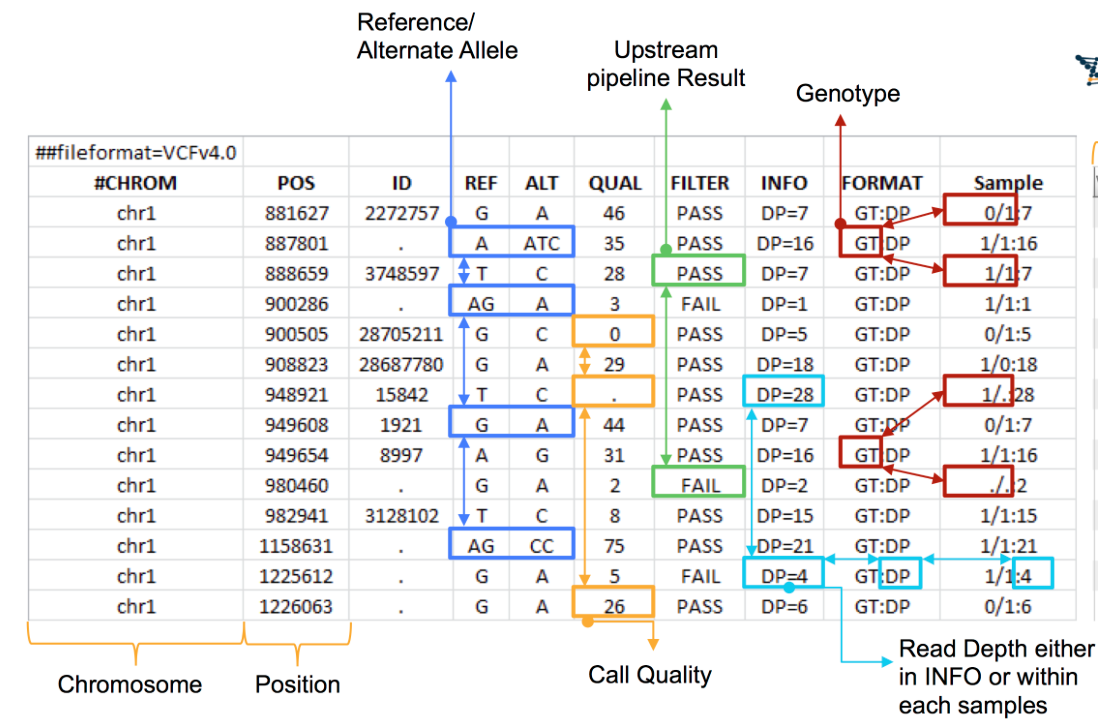 Reference/
Alternate Allele
Upstream
pipeline Result
Genotype
##fileformat=VCFv4.0
#CHROM POS ID REF ALT QUAL FILTER INFO FORMAT Sample
chr1 881627 2272757 G A 46 PASS DP=7 GT:DP 0/1:7
chr1 887801 . A ATC 35 PASS DP=16 GT:DP 1/1:16
chr1 888659 3748597 T C 28 PASS DP=7 GT:DP 1/1:7
chr1 900286 . AG A 3 FAIL DP=1 GT:DP 1/1:1
chr1 900505 28705211 G C 0 PASS DP=5 GT:DP 0/1:5
chr1 908823 28687780 G A 29 PASS DP=18 GT:DP 1/0:18
chr1 948921 15842 T C . PASS DP=28 GT:DP 1/.:28
chr1 949608 1921 G A 44 PASS DP=7 GT:DP 0/1:7
chr1 949654 8997 A G 31 PASS DP=16 GT:DP 1/1:16
chr1 980460 . G A 2 FAIL DP=2 GT:DP ./.:2
chr1 982941 3128102 T C 8 PASS DP=15 GT:DP 1/1:15
chr1 1158631 . AG CC 75 PASS DP=21 GT:DP 1/1:21
chr1 1225612 . G A 5 FAIL DP=4 GT:DP 1/1:4
chr1 1226063 . G A 26 PASS DP=6 GT:DP 0/1:6
Chromosome
Position
Call Quality
Read Depth either
in INFO or within
each samples